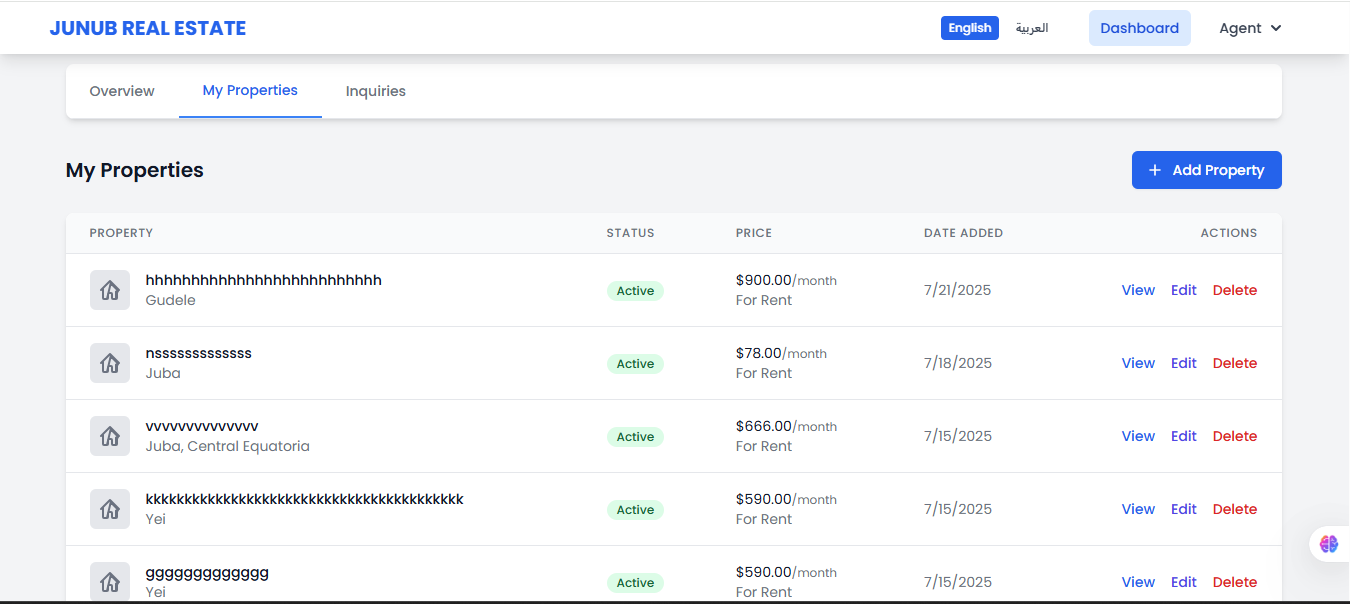 JUNUB REAL ESTATE
English العربية Dashboard Agent
Overview My Properties Inquiries
My Properties
+ Add Property
PROPERTY STATUS PRICE DATE ADDED ACTIONS
hhhhhhhhhhhhhhhhhhhhhhhhhh
Gudele
Active
$900.00/month
For Rent
7/21/2025
View Edit Delete
nsssssssssssss
Juba
Active
$78.00/month
For Rent
7/18/2025
View Edit Delete
vvvvvvvvvvvvvv
Juba, Central Equatoria
Active
$666.00/month
For Rent
7/15/2025
View Edit Delete
kkkkkkkkkkkkkkkkkkkkkkkkkkkkkkkkkkkkkkkkk
Yei
Active
$590.00/month
For Rent
7/15/2025
View Edit Delete
ggggggggggggg
Yei
Active
$590.00/month
For Rent
7/15/2025
View Edit Delete